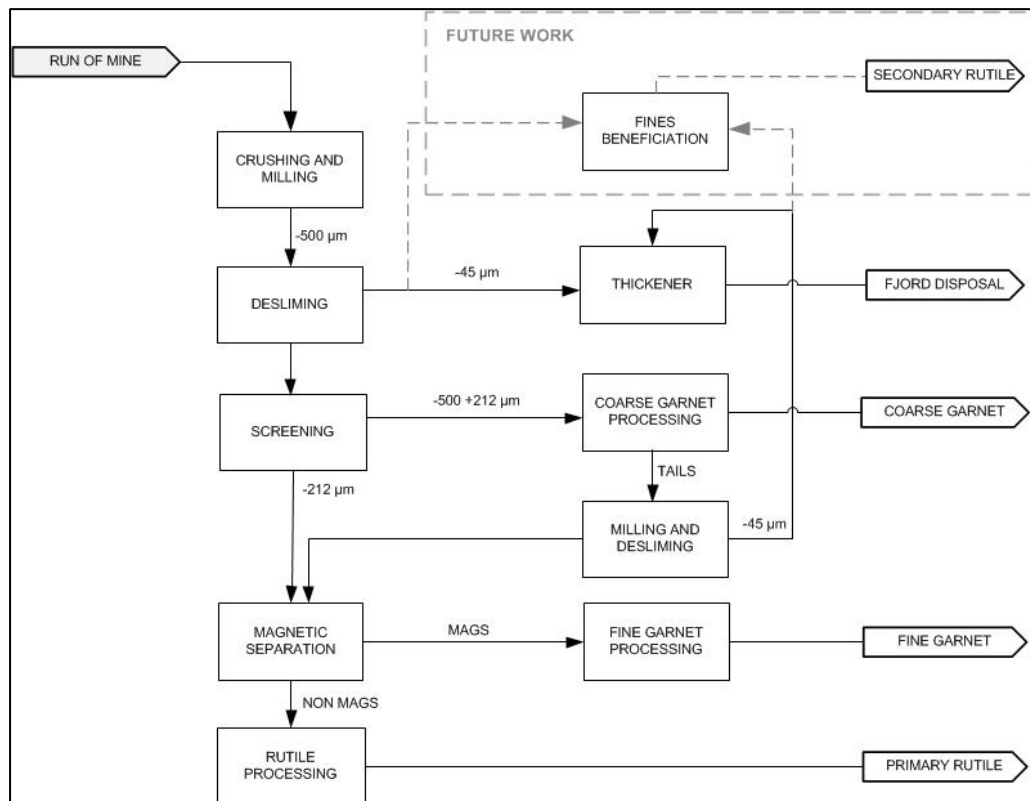 FUTURE WORK
RUN OF MINE
SECONDARY RUTILE
FINES
BENEFICIATION
CRUSHING AND
MILLING
-500 µm
-45 µm
THICKENER
FJORD DISPOSAL
DESLIMING
-500 +212 µm
COARSE GARNET
PROCESSING
COARSE GARNET
SCREENING
TAILS
-212 µm
MILLING AND
DESLIMING
-45 µm
MAGNETIC
SEPARATION
MAGS
FINE GARNET
PROCESSING
FINE GARNET
NON MAGS
RUTILE
PROCESSING
PRIMARY RUTILE